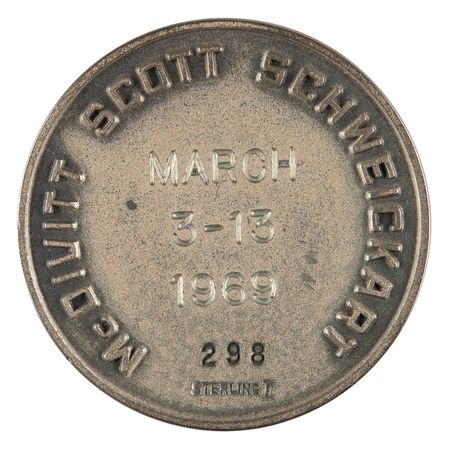 McDIVITT SCOTT SCHWEICKART
MARCH
3-13
1969
298
STERLING